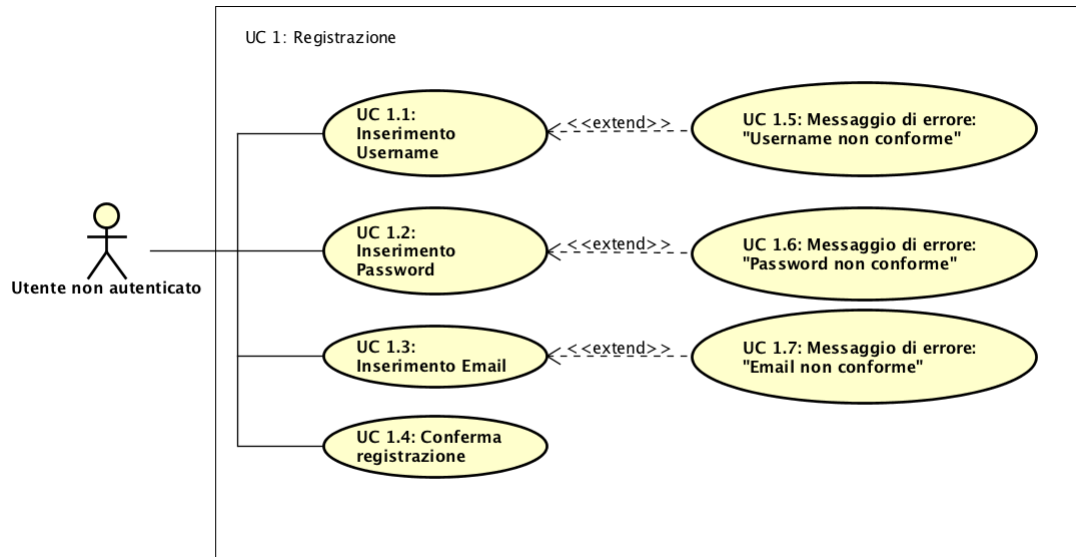 UC 1: Registrazione
UC 1.1:
Inserimento
Username
<<extend>>
UC 1.5: Messaggio di errore:
"Username non conforme"
UC 1.2:
Inserimento
Password
<<extend>>
UC 1.6: Messaggio di errore:
"Password non conforme"
Utente non autenticato
UC 1.3:
Inserimento Email
<<extend>>
UC 1.7: Messaggio di errore:
"Email non conforme"
UC 1.4: Conferma
registrazione